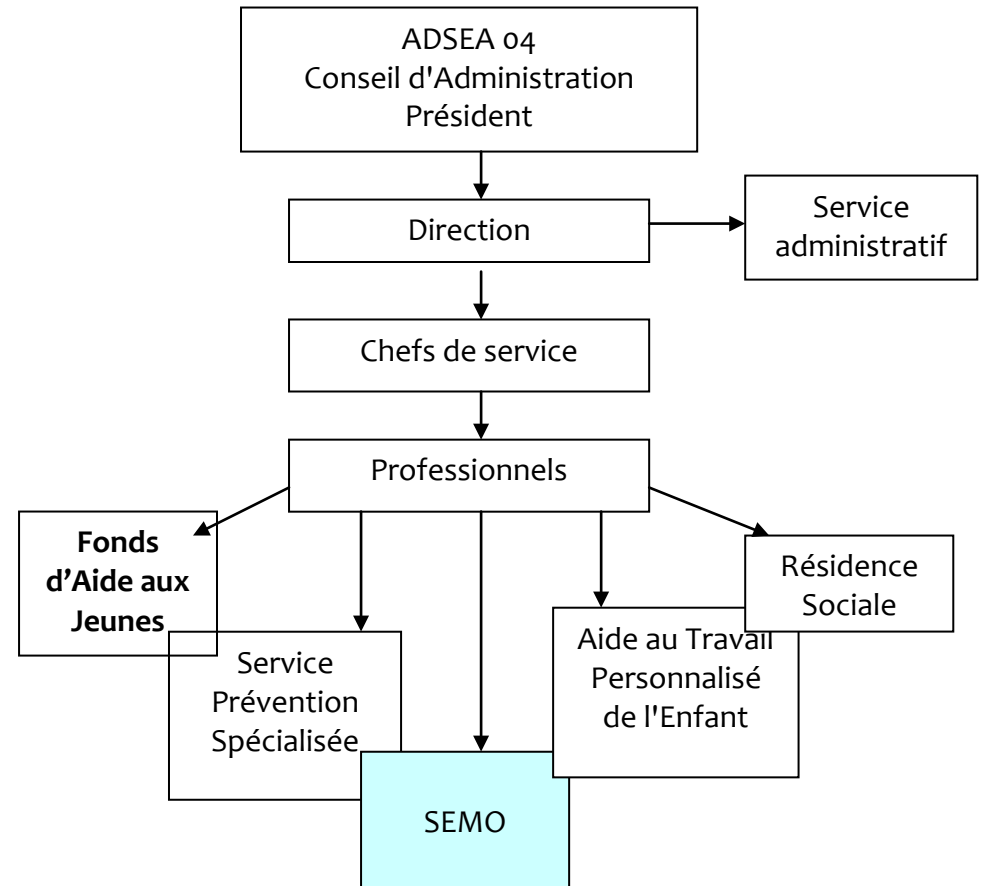 ADSEA 04
Conseil d'Administration
Président
Direction
Service
administratif
Chefs de service
Professionnels
Fonds
d’Aide aux
Jeunes
Service
Prévention
Spécialisée
SEMO
Aide au Travail
Personnalisé
de l'Enfant
Résidence
Sociale